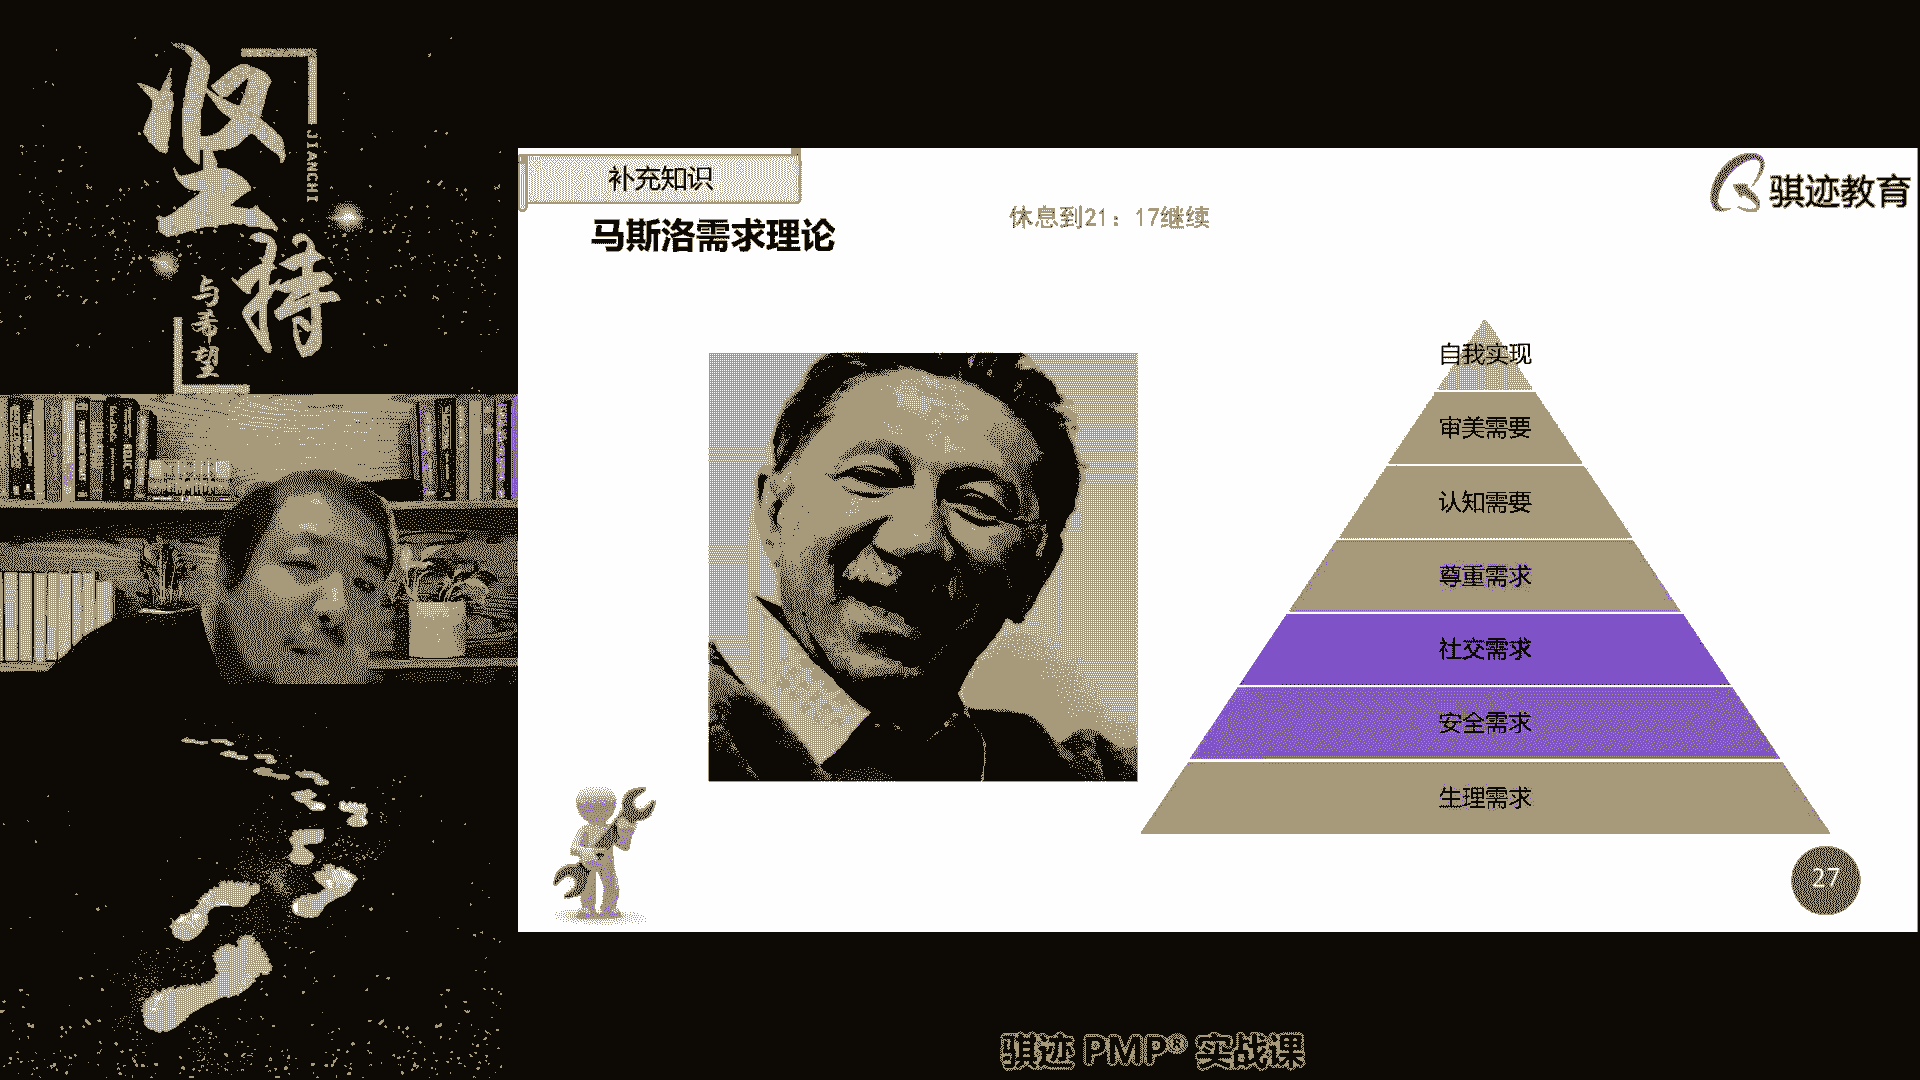 坚持
JIANCHI
与希望
补充知识
骐迹教育
马斯洛需求理论
休息到21：17继续
自我实现
审美需要
认知需要
尊重需求
社交需求
安全需求
生理需求
27
骐迹 PMP® 实战课